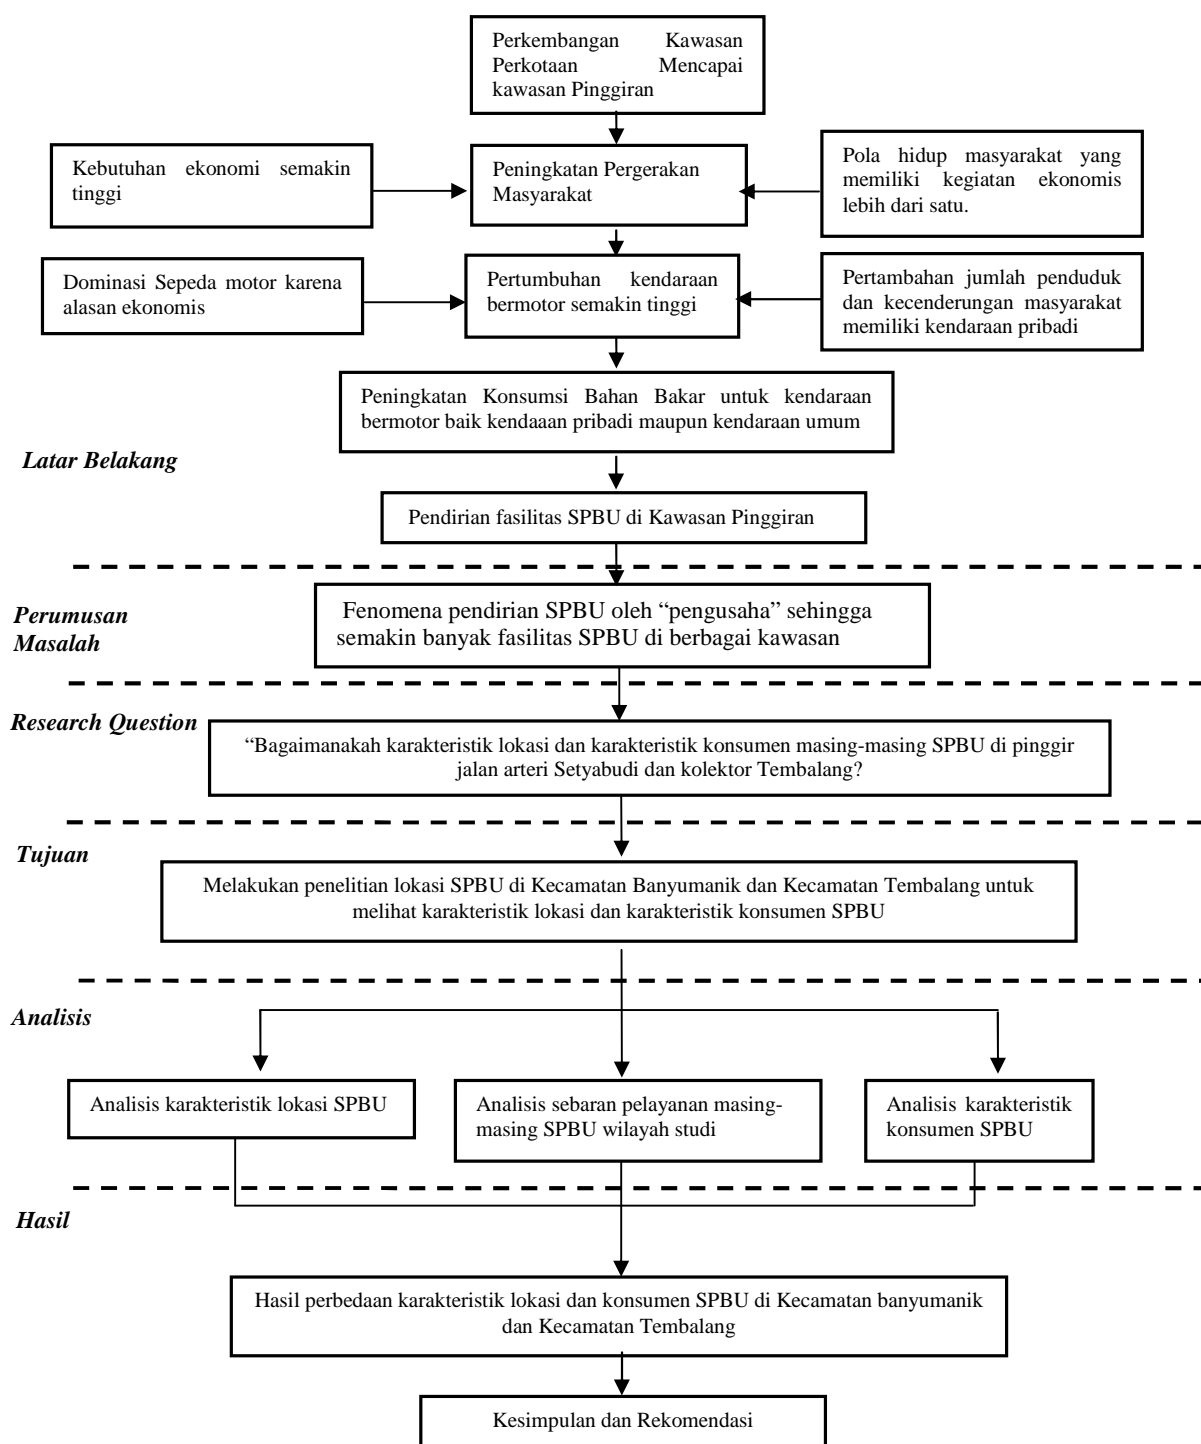 Perkembangan Kawasan
Perkotaan Mencapai
kawasan Pinggiran
Kebutuhan ekonomi semakin
tinggi
Peningkatan Pergerakan
Masyarakat
Pola hidup masyarakat yang
memiliki kegiatan ekonomis
lebih dari satu.
Dominasi Sepeda motor karena
alasan ekonomis
Pertumbuhan kendaraan
bermotor semakin tinggi
Pertambahan jumlah penduduk
dan kecenderungan masyarakat
memiliki kendaraan pribadi
Peningkatan Konsumsi Bahan Bakar untuk kendaraan
bermotor baik kendaaan pribadi maupun kendaraan umum
Latar Belakang
Pendirian fasilitas SPBU di Kawasan Pinggiran
Perumusan
Masalah
Fenomena pendirian SPBU oleh “pengusaha” sehingga
semakin banyak fasilitas SPBU di berbagai kawasan
Research Question
“Bagaimanakah karakteristik lokasi dan karakteristik konsumen masing-masing SPBU di pinggir
jalan arteri Setyabudi dan kolektor Tembalang?
Tujuan
Melakukan penelitian lokasi SPBU di Kecamatan Banyumanik dan Kecamatan Tembalang untuk
melihat karakteristik lokasi dan karakteristik konsumen SPBU
Analisis
Analisis karakteristik lokasi SPBU
Analisis sebaran pelayanan masing-
masing SPBU wilayah studi
Analisis karakteristik
konsumen SPBU
Hasil
Hasil perbedaan karakteristik lokasi dan konsumen SPBU di Kecamatan banyumanik
dan Kecamatan Tembalang
Kesimpulan dan Rekomendasi